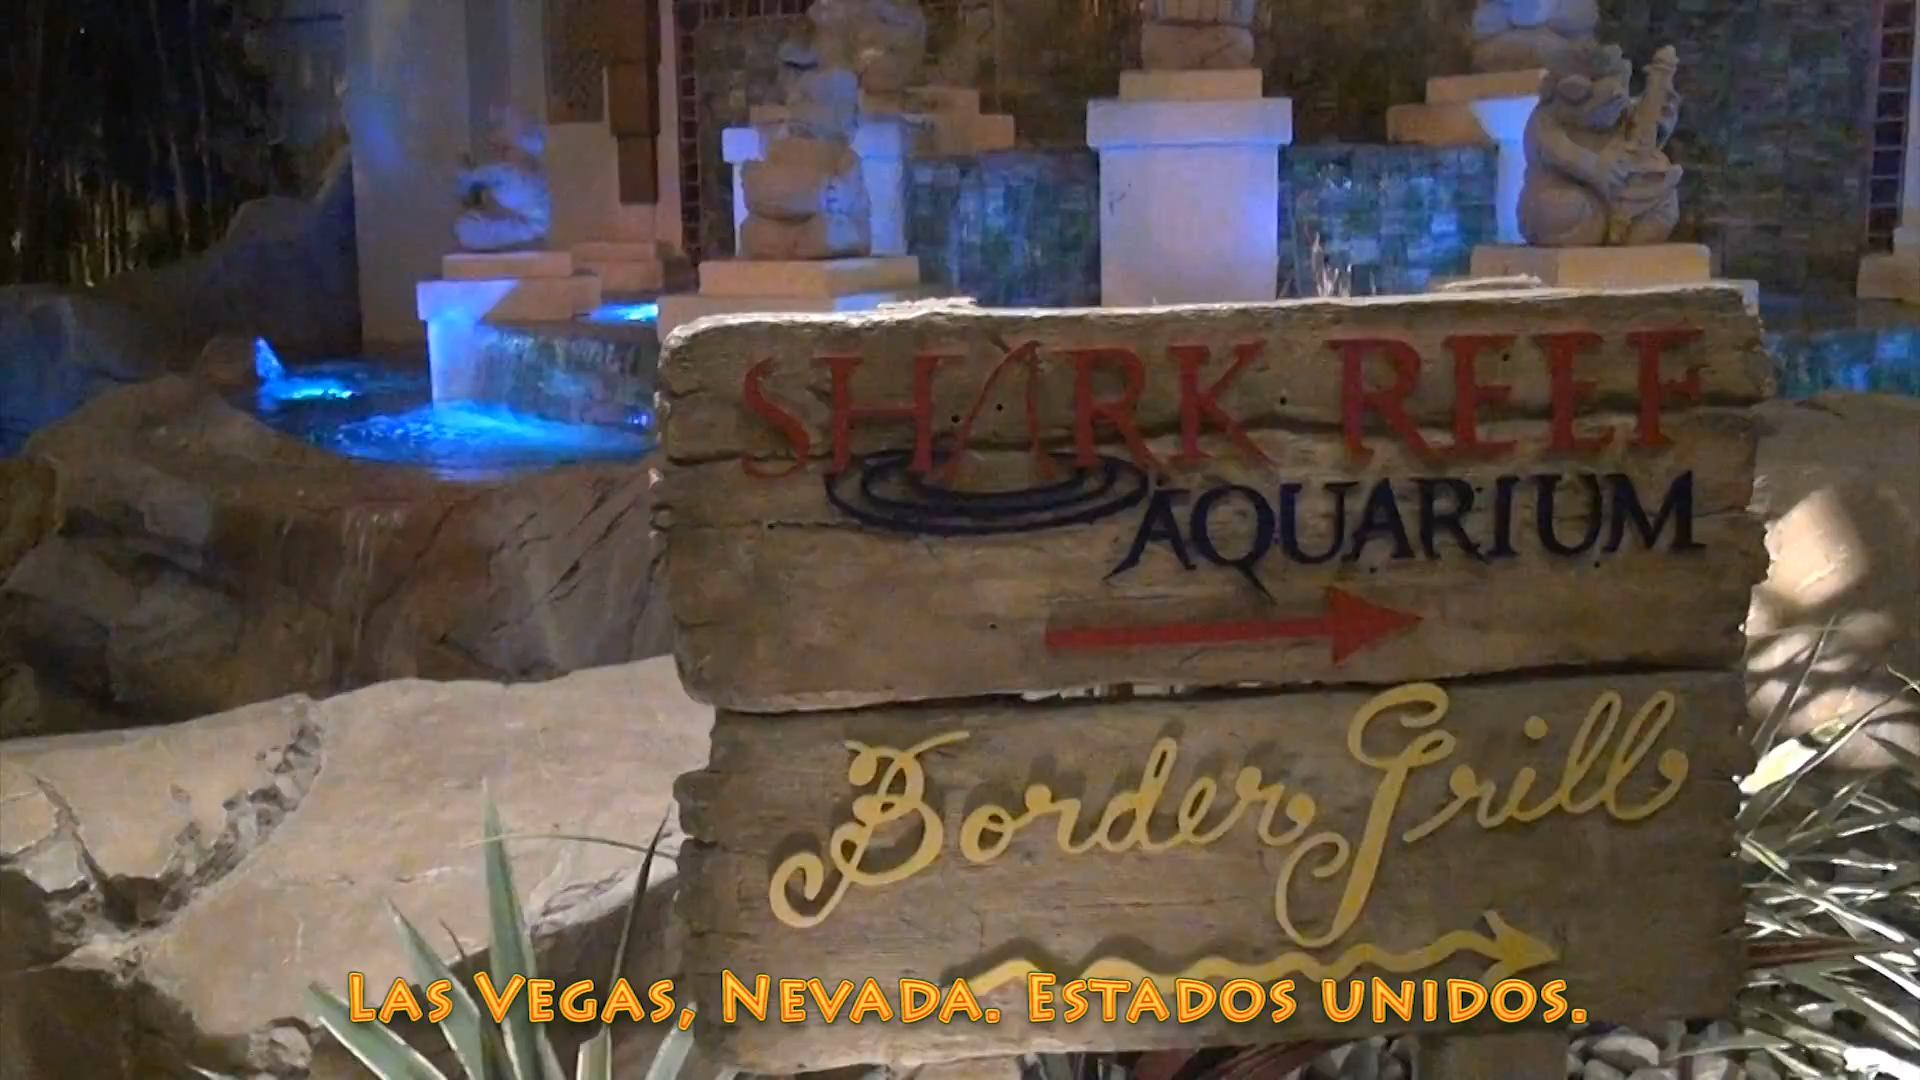 SHARK REEF
AQUARIUM
Border Grill
Las Vegas, Nevada. Estados unidos.